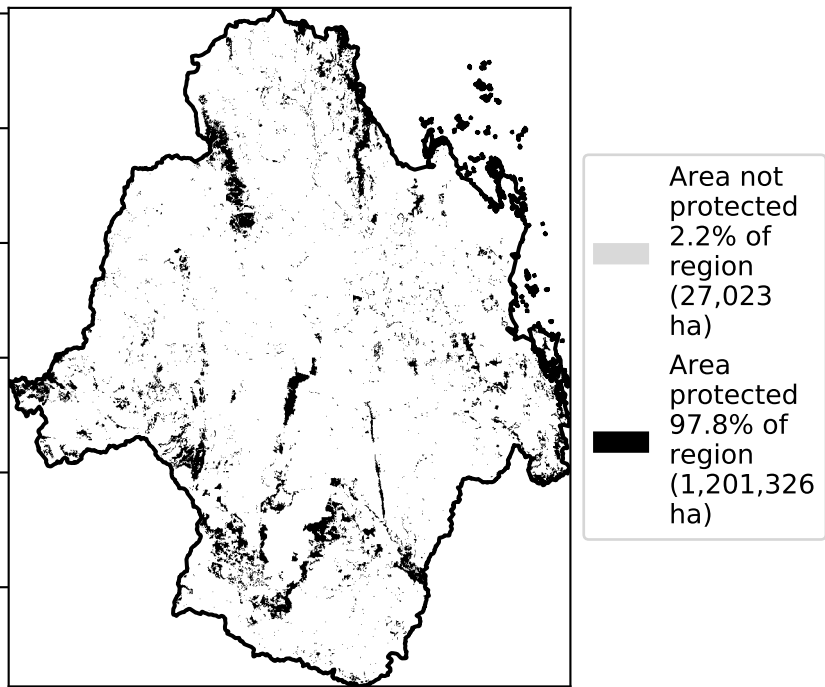 Area not
protected
2.2% of
region
(27,023
ha)
Area
protected
97.8% of
region
(1,201,326
ha)